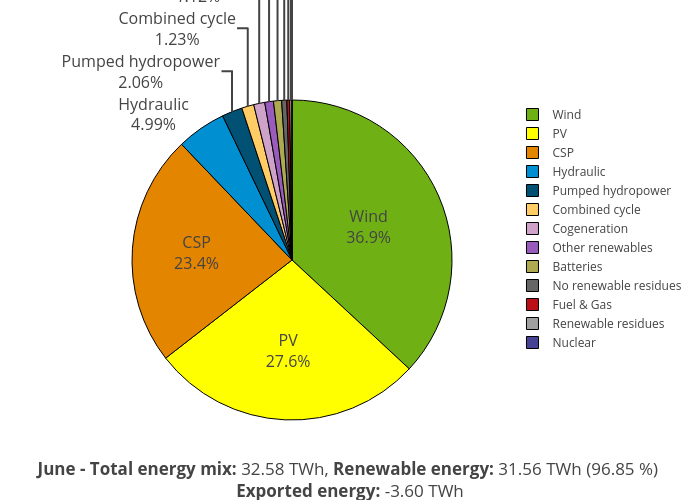 Combined cycle
1.23%
Pumped hydropower
2.06%
Hydraulic
4.99%
Wind
36.9%
CSP
23.4%
PV
27.6%
Wind
PV
CSP
Hydraulic
Pumped hydropower
Combined cycle
Cogeneration
Other renewables
Batteries
No renewable residues
Fuel & Gas
Renewable residues
Nuclear
June - Total energy mix: 32.58 TWh, Renewable energy: 31.56 TWh (96.85 %)
Exported energy: -3.60 TWh